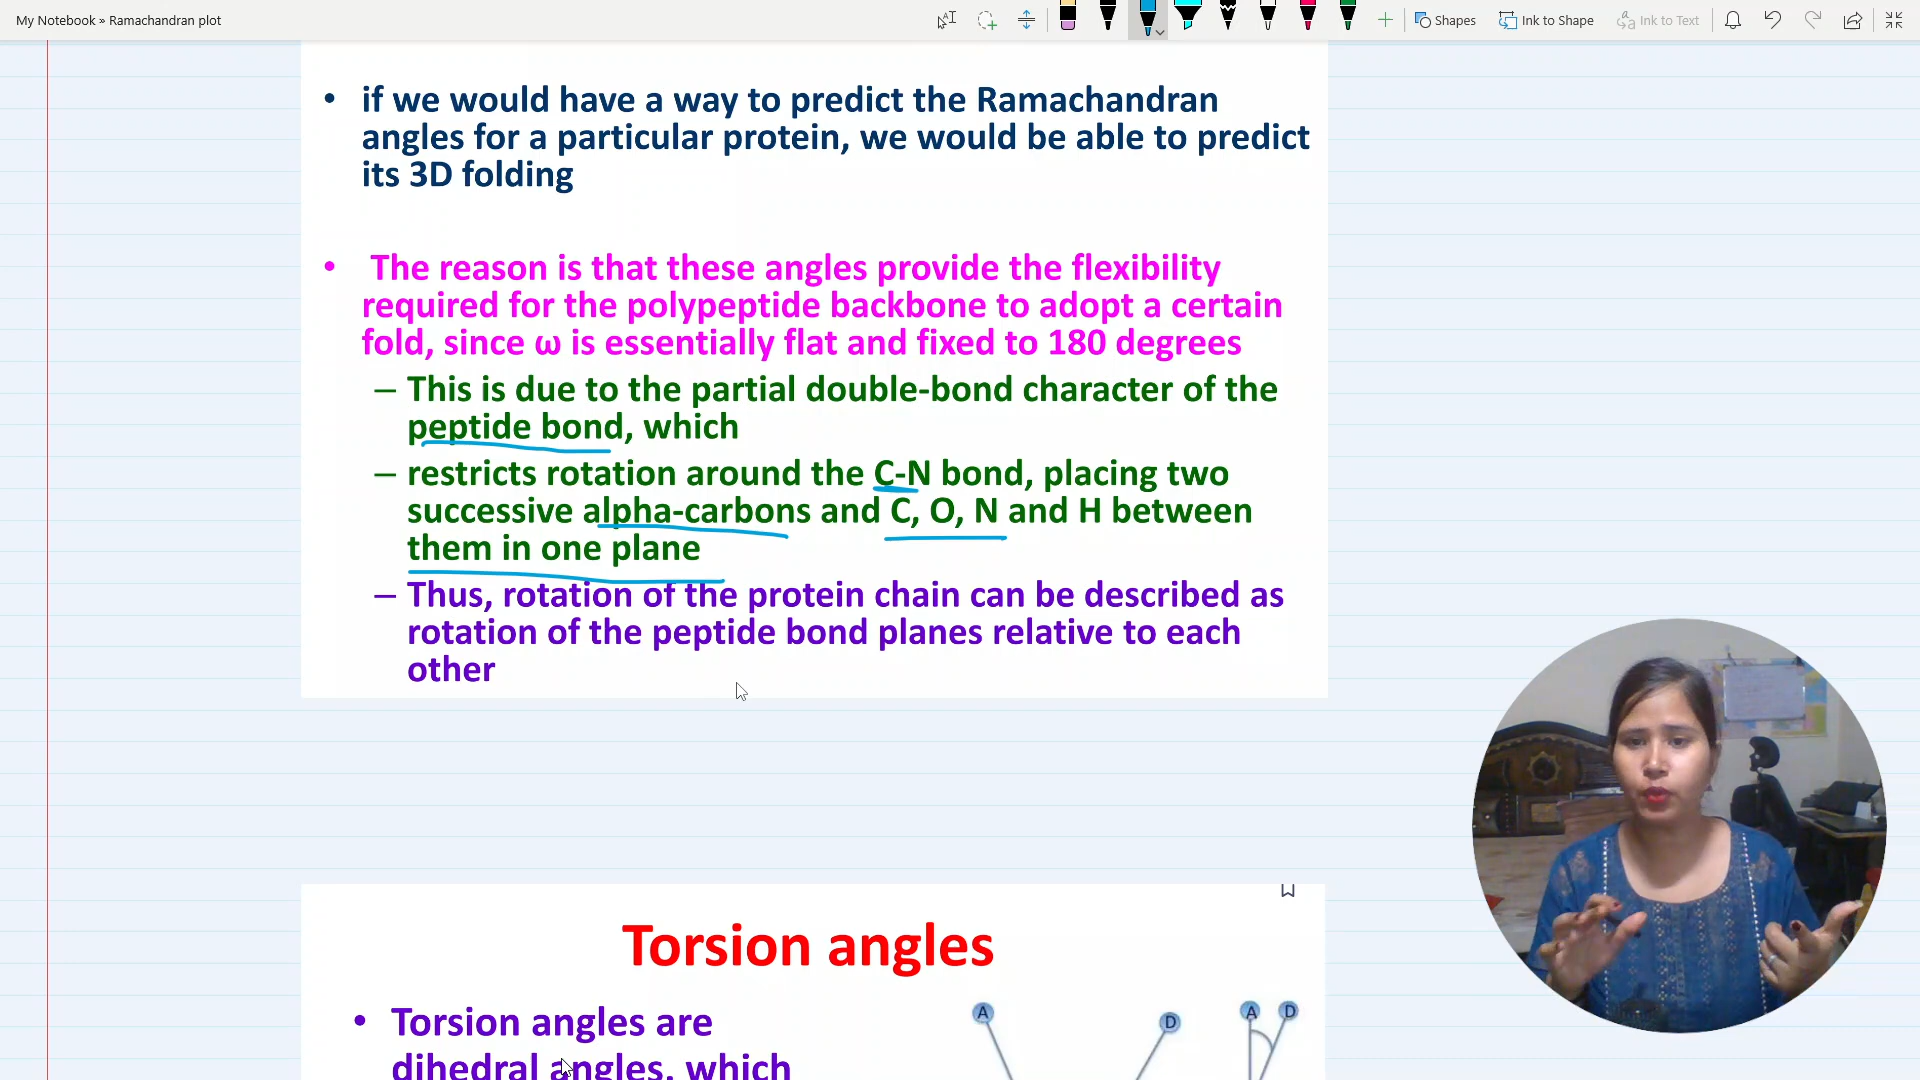 My Notebook » Ramachandran plot
Shapes
Ink to Shape
Ink to Text
• if we would have a way to predict the Ramachandran
angles for a particular protein, we would be able to predict
its 3D folding
• The reason is that these angles provide the flexibility
required for the polypeptide backbone to adopt a certain
fold, since ω is essentially flat and fixed to 180 degrees
– This is due to the partial double-bond character of the
peptide bond, which
– restricts rotation around the C-N bond, placing two
successive alpha-carbons and C, O, N and H between
them in one plane
– Thus, rotation of the protein chain can be described as
rotation of the peptide bond planes relative to each
other
Torsion angles
• Torsion angles are
dihedral angles, which
A
D
A
D